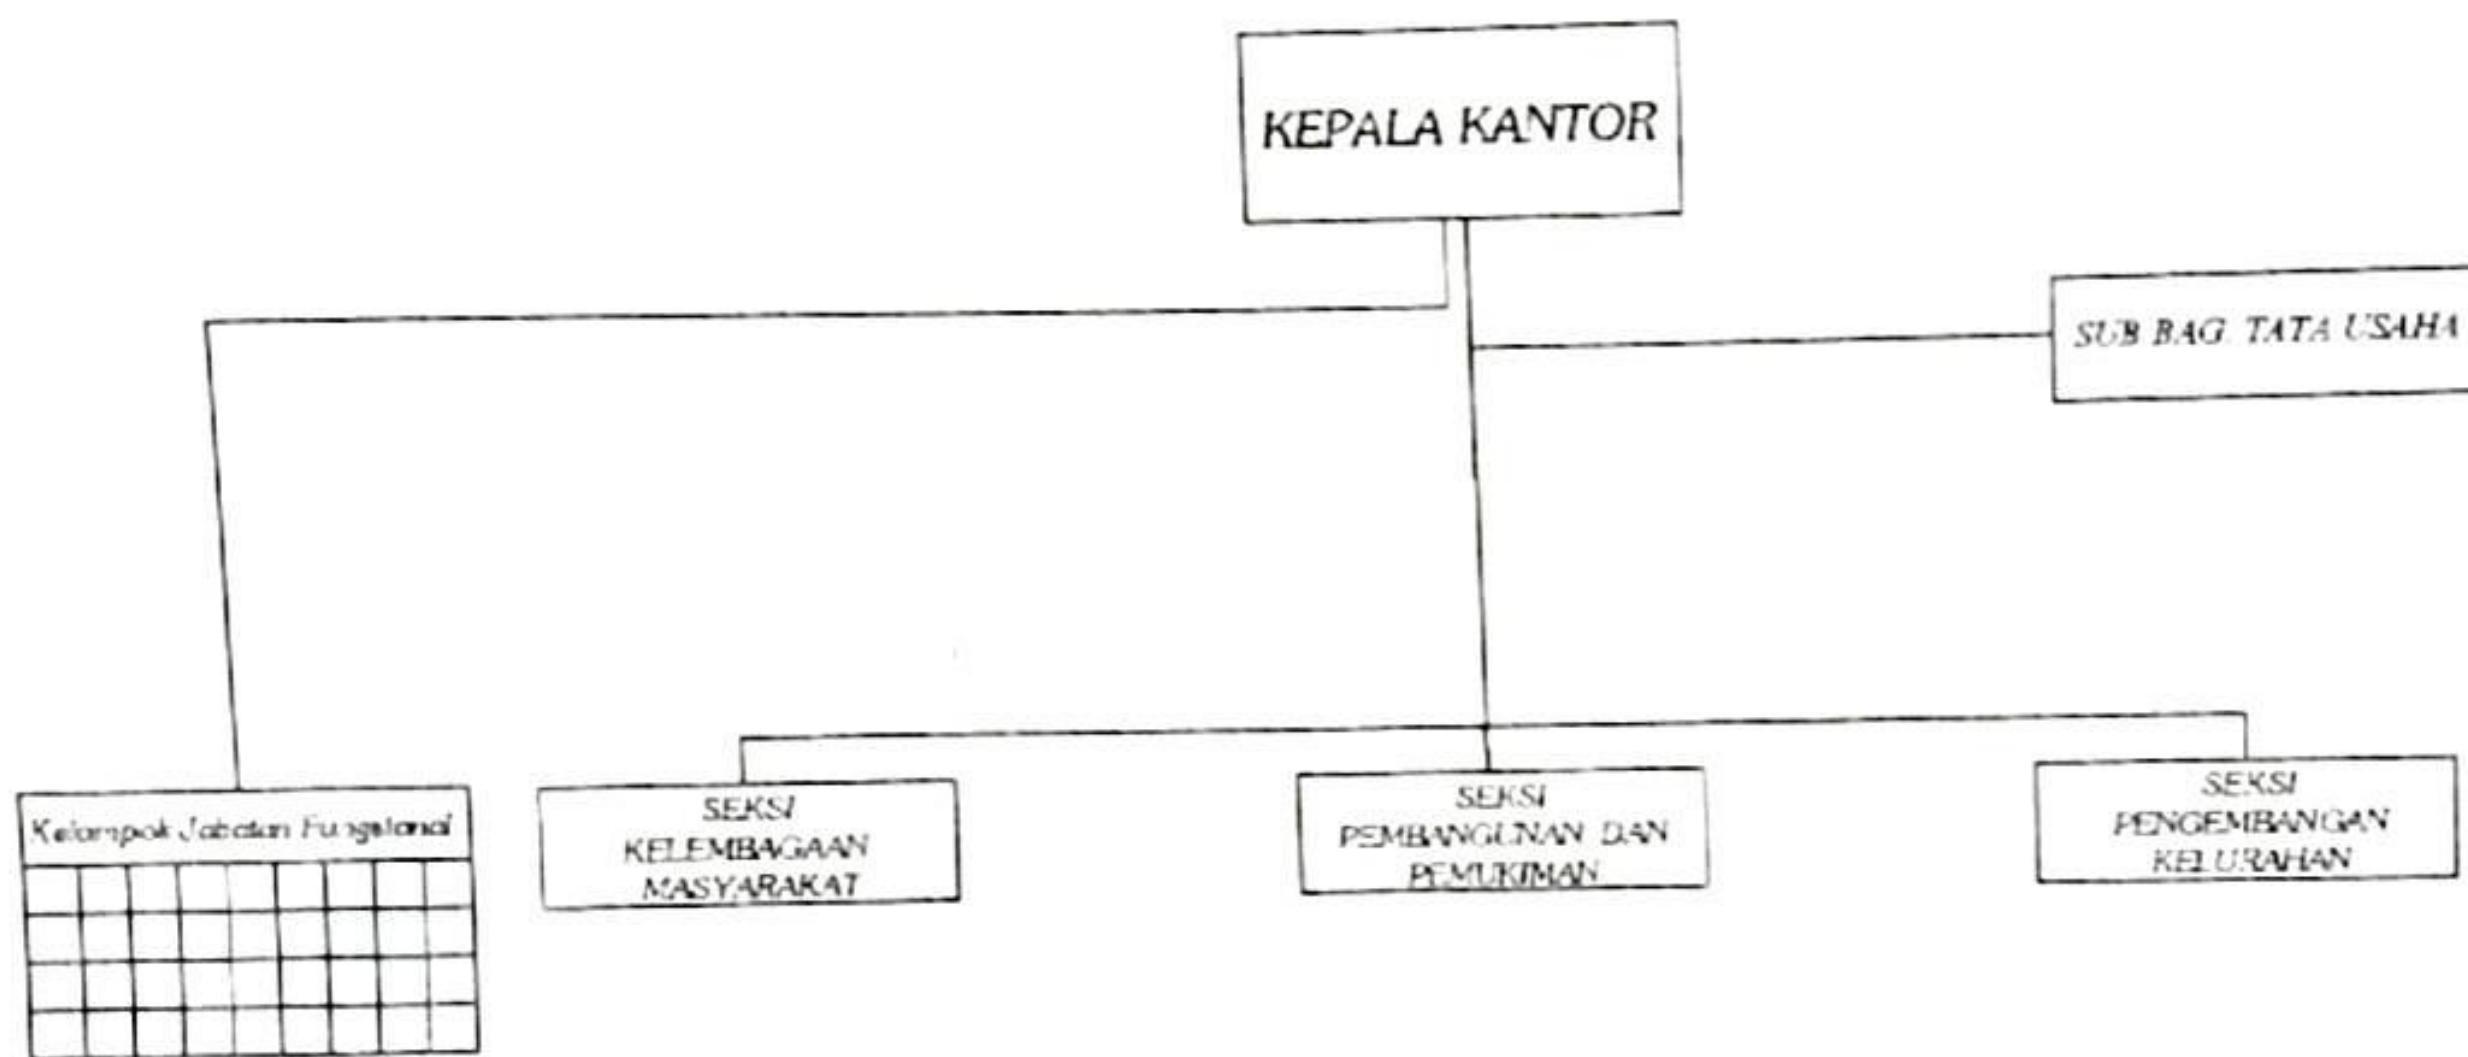 KEPALA KANTOR
SUB BAG. TATA USAHA
Kelompok Jabatan Fungsional
SEKSI
KELEMBAGAAN
MASYARAKAT
SEKSI
PEMBANGUNAN DAN
PEMUKIMAN
SEKSI
PENGEMBANGAN
KELURAHAN